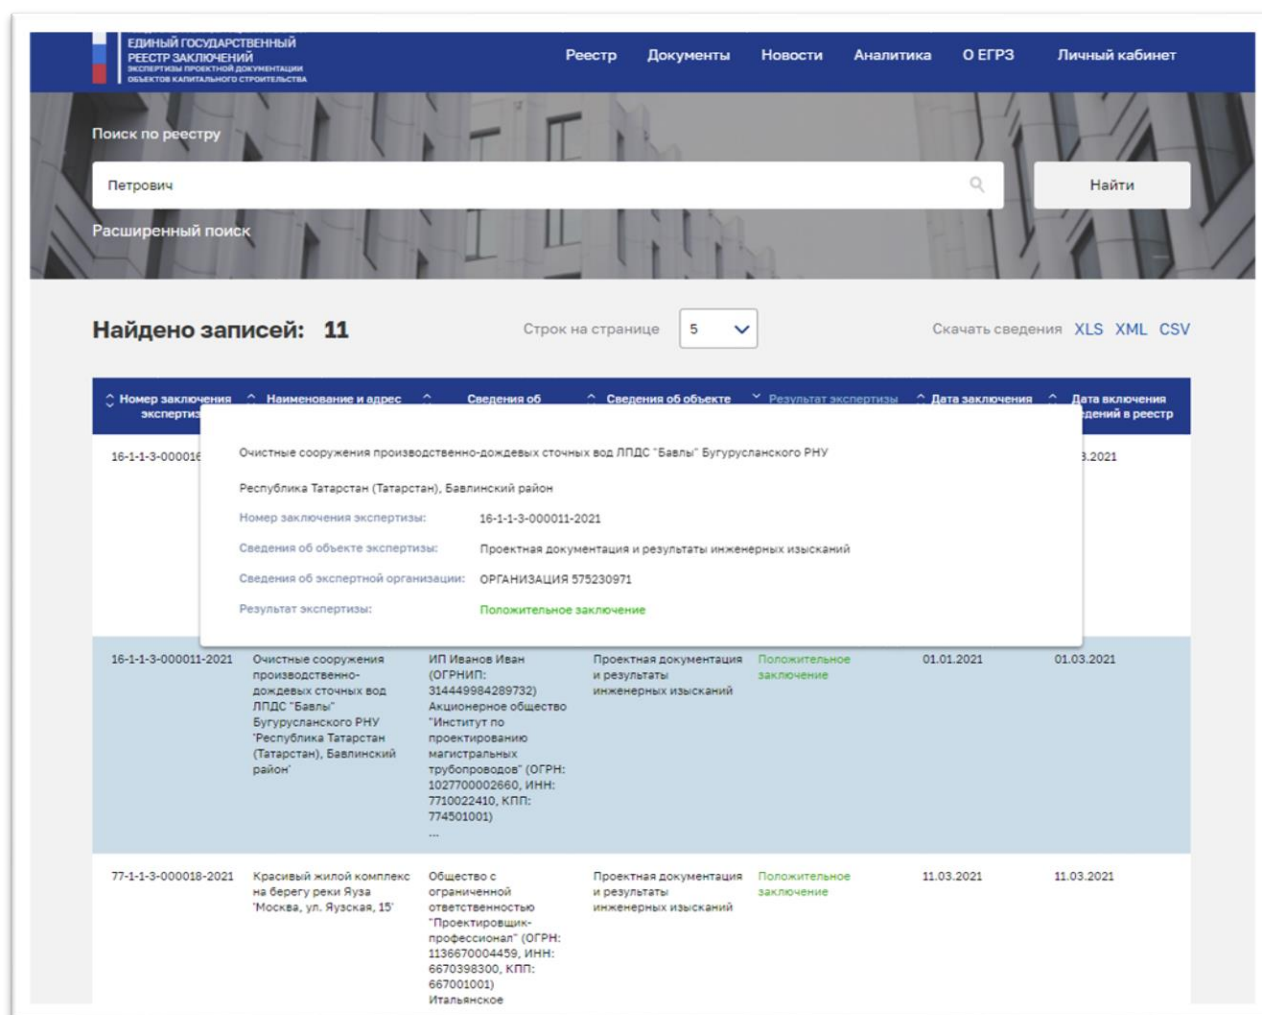 ЕДИНЫЙ ГОСУДАРСТВЕННЫЙ
РЕЕСТР ЗАКЛЮЧЕНИЙ
ЭКСПЕРТИЗЫ ПРОЕКТНОЙ ДОКУМЕНТАЦИИ
ОБЪЕКТОВ КАПИТАЛЬНОГО СТРОИТЕЛЬСТВА
Реестр Документы Новости Аналитика О ЕГРЗ Личный кабинет
Поиск по реестру
Петрович
Найти
Расширенный поиск
Найдено записей: 11
Строк на странице 5
Скачать сведения XLS XML CSV
Номер заключения Наименование и адрес Сведения об Сведения об объекте Результат экспертизы Дата заключения Дата включения
в реестр
Очистные сооружения производственно-дождевых сточных вод ЛПДС "Бавлы" Бугурусланского РНУ
Республика Татарстан (Татарстан), Бавлинский район
Номер заключения экспертизы: 16-1-1-3-000011-2021
Сведения об объекте экспертизы: Проектная документация и результаты инженерных изысканий
Сведения об экспертной организации: ОРГАНИЗАЦИЯ 575230971
Результат экспертизы: Положительное заключение
16-1-1-3-000011-2021 Очистные сооружения ИП Иванов Иван Проектная документация Положительное 01.01.2021 01.03.2021
производственно- (ОГРНИП: и результаты заключение
дождевых сточных вод 314449984289732) инженерных изысканий
ЛПДС "Бавлы" Акционерное общество
Бугурусланского РНУ "Институт по
'Республика Татарстан проектированию
(Татарстан), Бавлинский магистральных
район' трубопроводов" (ОГРН:
1027700002660, ИНН:
7710022410, КПП:
774501001)
...
77-1-1-3-000018-2021 Красивый жилой комплекс Общество с Проектная документация Положительное 11.03.2021 11.03.2021
на берегу реки Яуза ограниченной и результаты заключение
'Москва, ул. Яузская, 15' ответственностью инженерных изысканий
"Проектировщик-
профессионал" (ОГРН:
1136670004459, ИНН:
6670398300, КПП:
667001001)
Итальянское